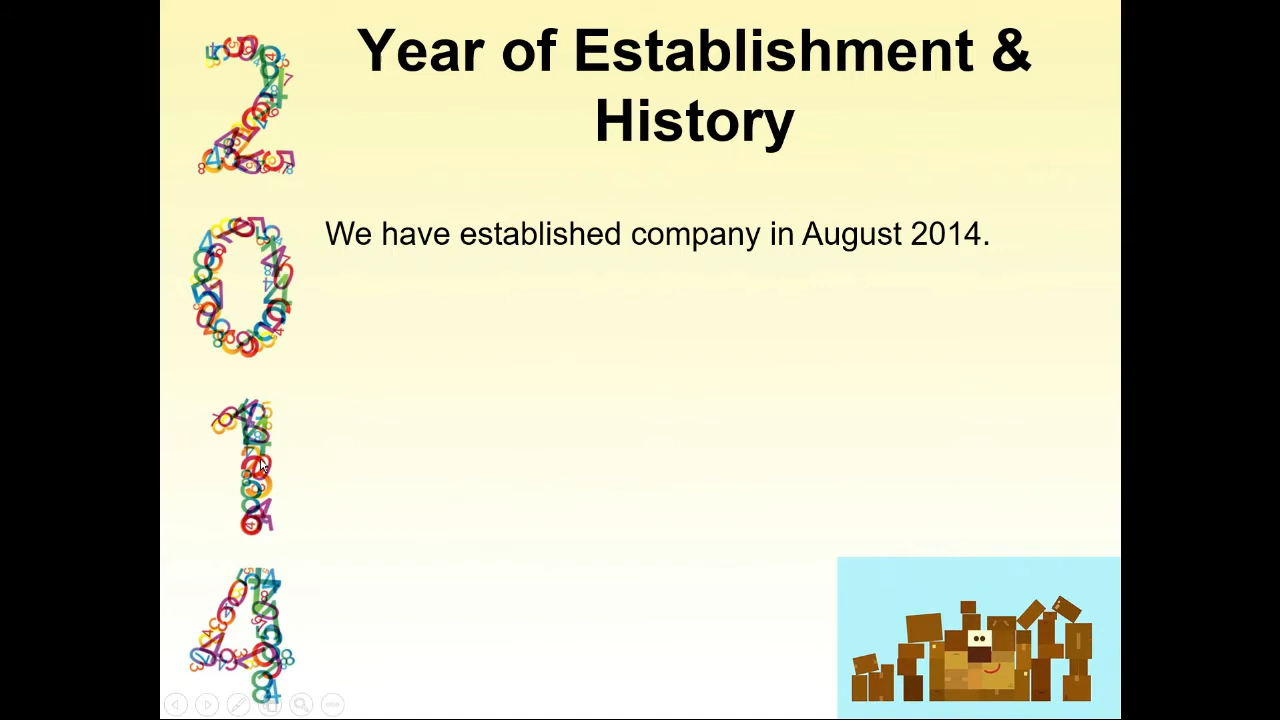 Year of Establishment &
History
We have established company in August 2014.
2
0
1
4